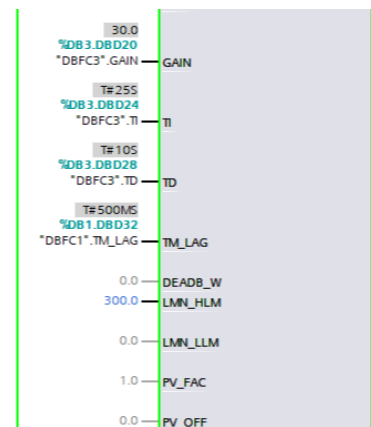 30.0
%DB3.DBD20
"DBFC3".GAIN GAIN
T#25S
%DB3.DBD24
"DBFC3".TI TI
T#10S
%DB3.DBD28
"DBFC3".TD TD
T#500MS
%DB1.DBD32
"DBFC1".TM_LAG TM_LAG
0.0 DEADB_W
300.0 LMN_HLM
0.0 LMN_LLM
1.0 PV_FAC
0.0 PV_OFF